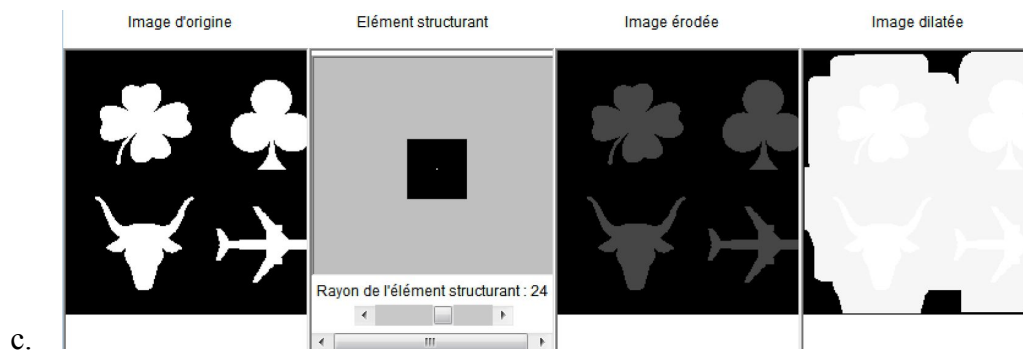 Image d'origine
Elément structurant
Image érodée
Image dilatée
Rayon de l'élément structurant : 24
c.